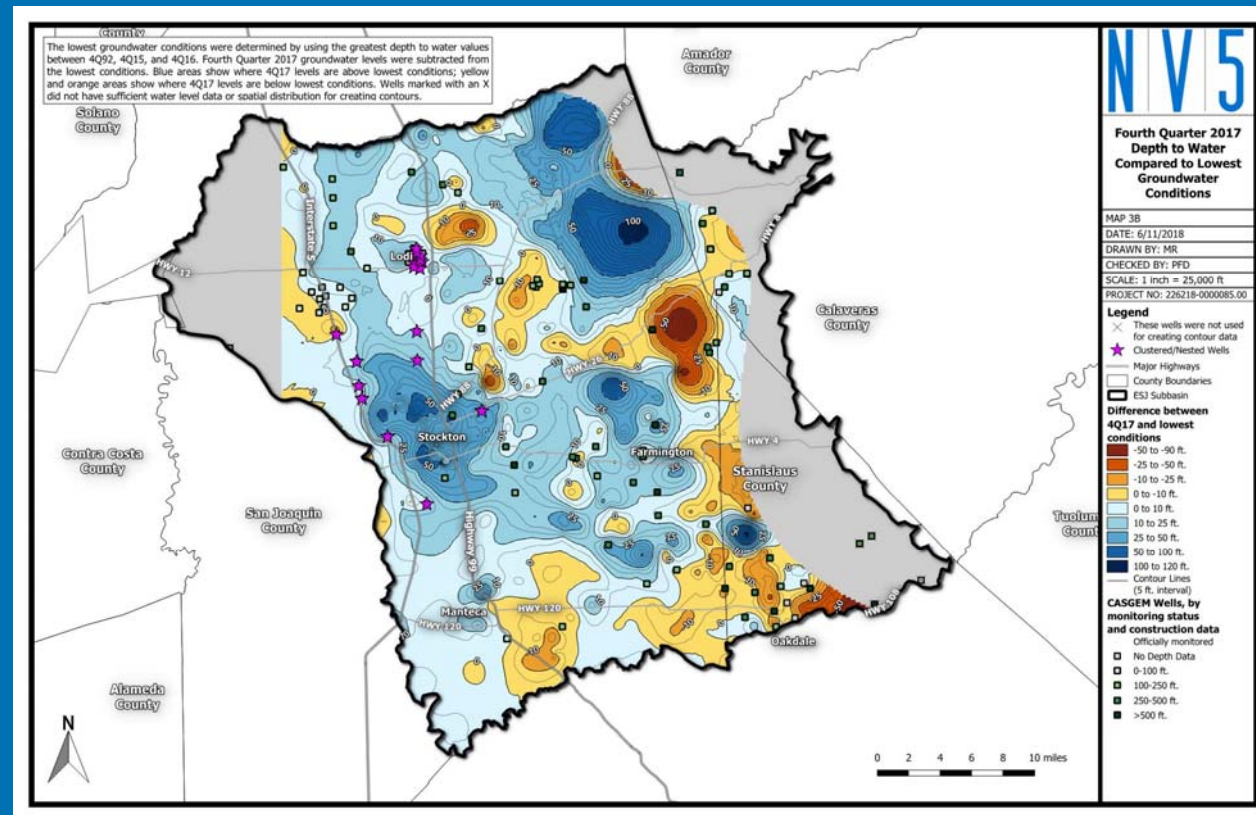 County
The lowest groundwater conditions were determined by using the greatest depth to water values
between 4Q92, 4Q15, and 4Q16. Fourth Quarter 2017 groundwater levels were subtracted from
the lowest conditions. Blue areas show where 4Q17 levels are above lowest conditions; yellow
and orange areas show where 4Q17 levels are below lowest conditions. Wells marked with an X
did not have sufficient water level data or spatial distribution for creating contours.
Solano
County
Amador
County
HWY 88
Interstate 5
HWY 12
Lodi
100
50
Calaveras
County
HWY 26
HWY 88
Stockton
HWY 4
Farmington
Stanislaus
County
Contra Costa
County
San Joaquin
County
Highway 99
Tuolum
Count
Manteca
HWY 120
HWY 120
HWY 108
Oakdale
Alameda
County
N
0 2 4 6 8 10 miles
NV5
Fourth Quarter 2017
Depth to Water
Compared to Lowest
Groundwater
Conditions
MAP 3B
DATE: 6/11/2018
DRAWN BY: MR
CHECKED BY: PFD
SCALE: 1 inch = 25,000 ft
PROJECT NO: 226218-0000085.00
Legend
These wells were not used
for creating contour data
Clustered/Nested Wells
Major Highways
County Boundaries
ESJ Subbasin
Difference between
4Q17 and lowest
conditions
-50 to -90 ft.
-25 to -50 ft.
-10 to -25 ft.
0 to -10 ft.
0 to 10 ft.
10 to 25 ft.
25 to 50 ft.
50 to 100 ft.
100 to 120 ft.
Contour Lines
(5 ft. interval)
CASGEM Wells, by
monitoring status
and construction data
Officially monitored
No Depth Data
0-100 ft.
100-250 ft.
250-500 ft.
>500 ft.